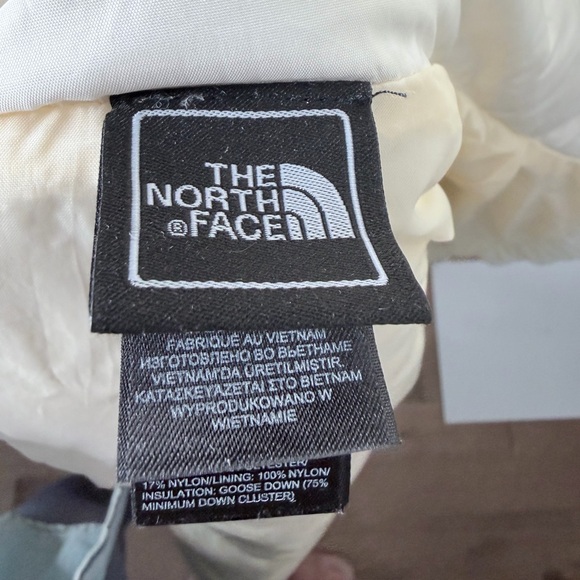 THE
NORTH
® FACE
FABRIQUE AU VIETNAM
ИЗГОТОВЛЕНО ВО ВЬЕТНАМЕ
VIETNAM'DA ÜRETILMIŞTIR.
ΚΑΤΑΣΚΕΥΑΖΕΤΑΙ ΣΤΟ ΒΙΕΤΝΑΜ
WYPRODUKOWANO W
WIETNAMIE
17% NYLON/LINING: 100% NYLON/
INSULATION: GOOSE DOWN (75%
MINIMUM DOWN CLUSTER)